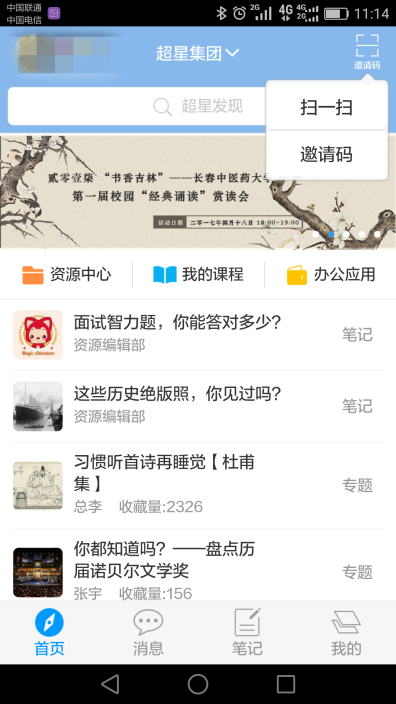 中国联通
中国电信
2G
4G
4G
2G
11:14
超星集团
邀请码
超星发现
扫一扫
邀请码
贰零壹柒 “书香吉林”——长春中医药大学
第一届校园“经典诵读”赏读会
活动日期 二零一七年四月十八日 18:00~19:00
资源中心
我的课程
办公应用
面试智力题，你能答对多少？
资源编辑部
笔记
这些历史绝版照，你见过吗？
资源编辑部
笔记
习惯听首诗再睡觉【杜甫
集】
总李 收藏量:2326
专题
你都知道吗？——盘点历
届诺贝尔文学奖
张宇 收藏量:156
专题
首页
消息
笔记
我的